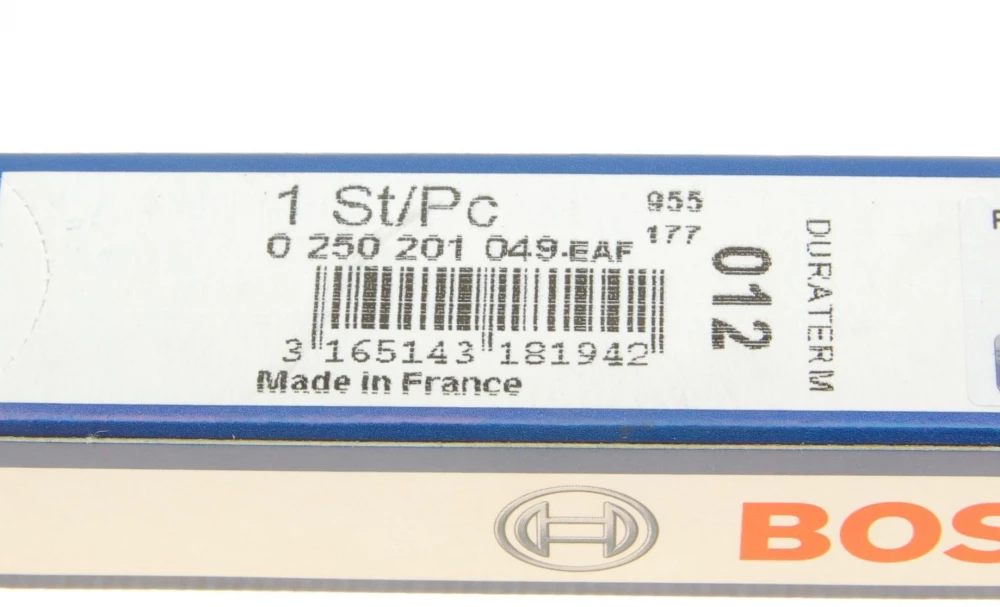 1 St/Pc
0 250 201 049-EAF
955
177
012
DURATERM
3 165143 181942
Made in France
BOS